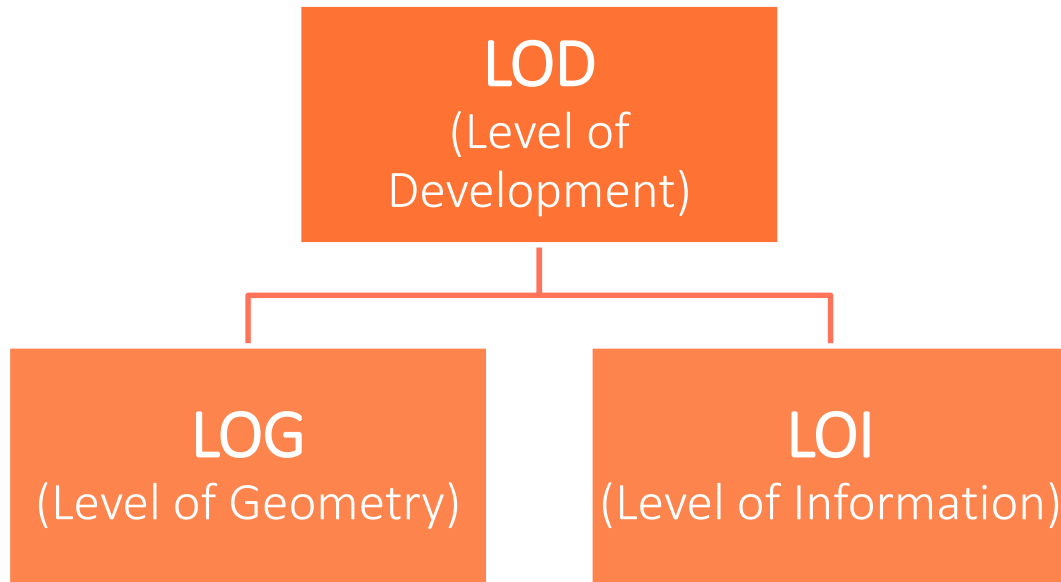 LOD
(Level of
Development)
LOG
(Level of Geometry)
LOI
(Level of Information)